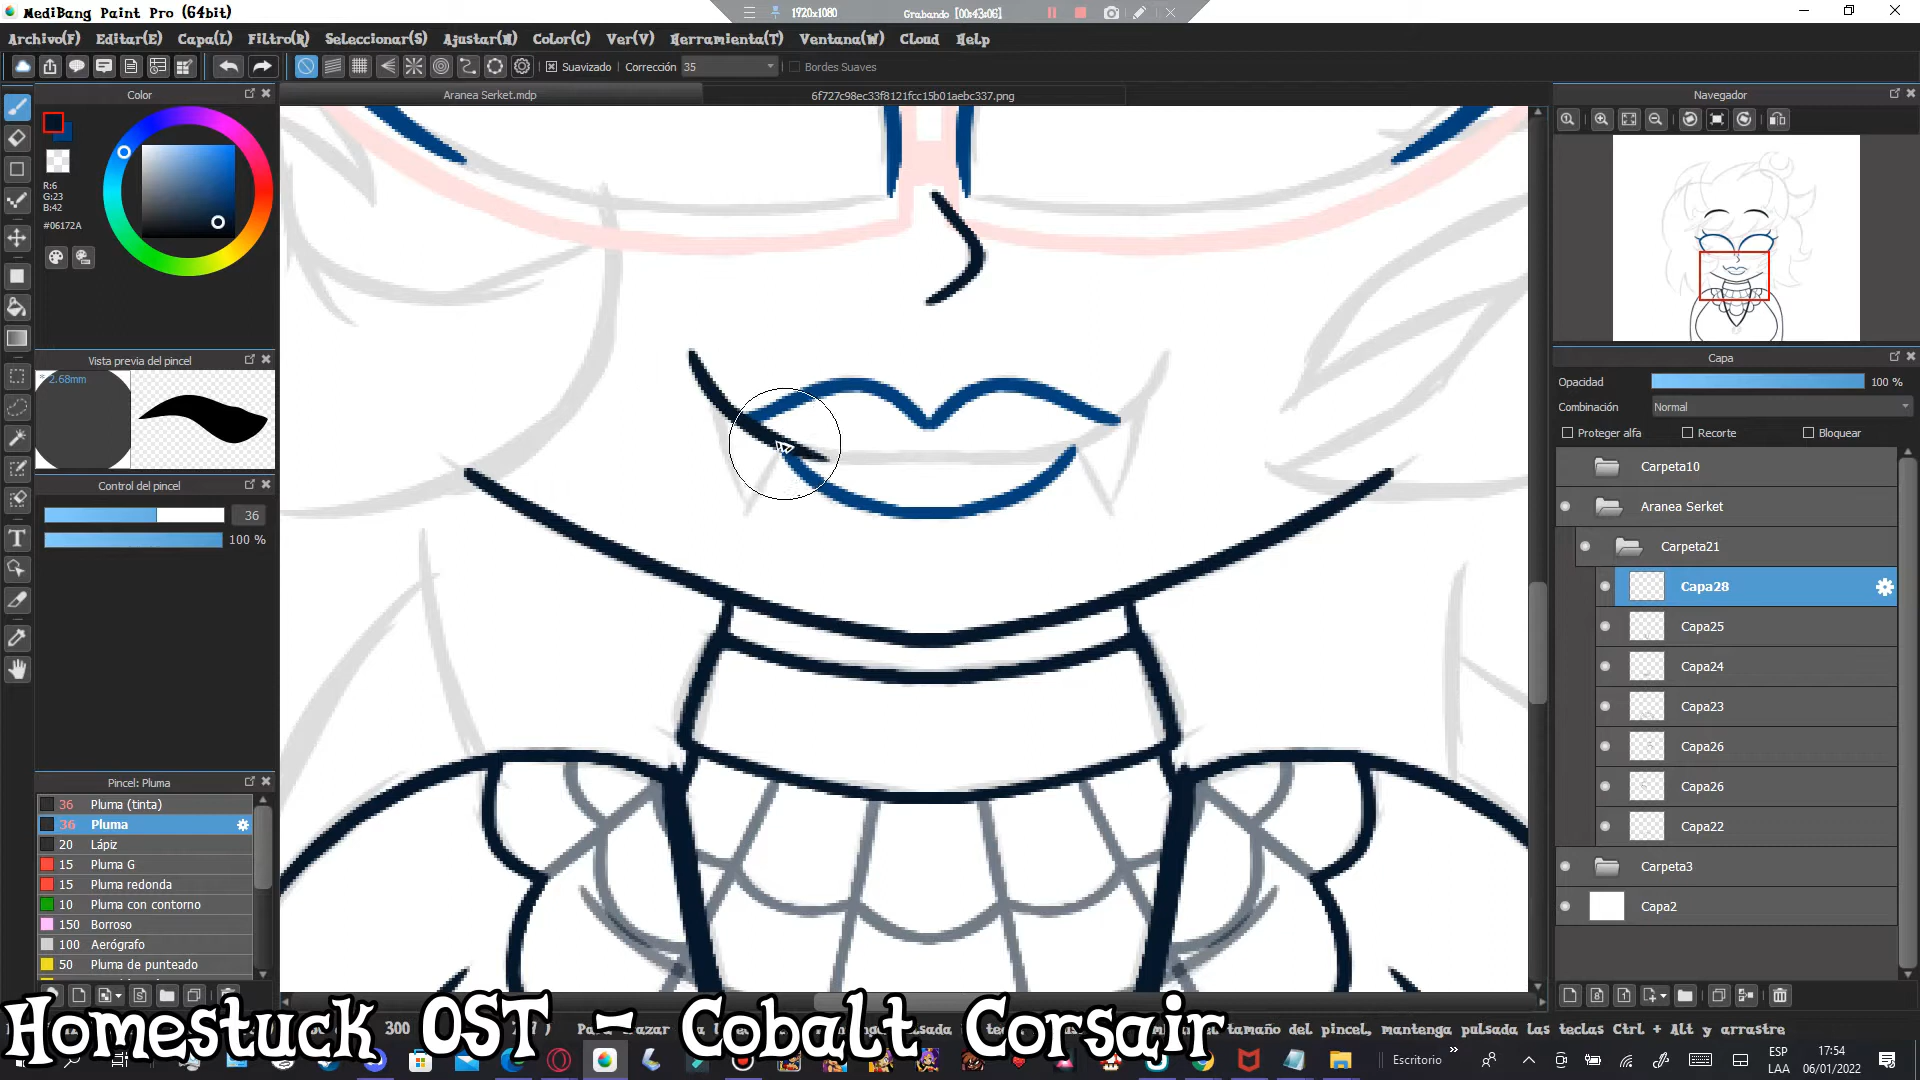 MediBang Paint Pro (64bit)
1920x1080
Grabando [00:43:06]
Archivo(F) Editar(E) Capa(L) Filtro(R) Seleccionar(S) Ajustar(M) Color(C) Ver(V) Herramienta(T) Ventana(W) Cloud Help
Suavizado Corrección 35 Bordes Suaves
Color
Aranea Serket.mdp
6f727c98ec33f8121fcc15b01aebc337.png
Navegador
R:6
G:23
B:42
#06172A
Vista previa del pincel
* 2.68mm
Control del pincel
36
100 %
Pincel: Pluma
36 Pluma (tinta)
36 Pluma
20 Lápiz
15 Pluma G
15 Pluma redonda
10 Pluma con contorno
150 Borroso
100 Aerógrafo
50 Pluma de punteado
Capa
Opacidad 100 %
Combinación Normal
Proteger alfa Recorte Bloquear
Carpeta10
Aranea Serket
Carpeta21
Capa28
Capa25
Capa24
Capa23
Capa26
Capa26
Capa22
Carpeta3
Capa2
300
tamaño del pincel, mantenga pulsada las teclas Ctrl + Alt y arrastre
Homestuck OST - Cobalt Corsair
Escritorio
ESP
LAA
17:54
06/01/2022